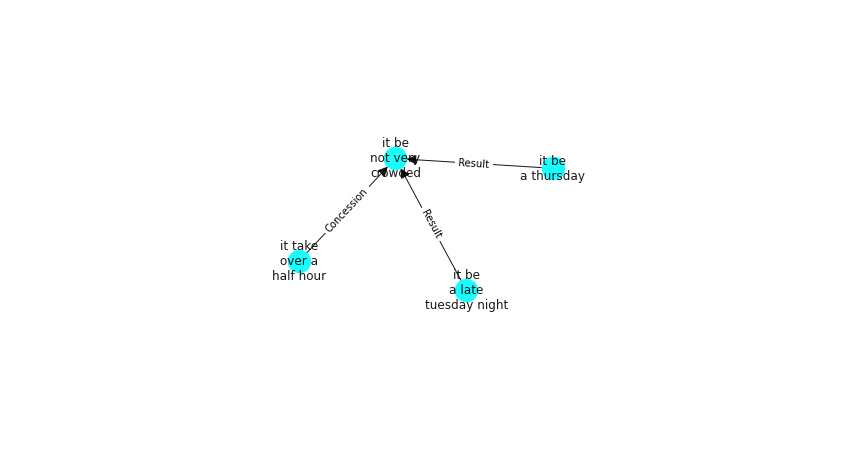 it be
not very
crowded
Result
it be
a thursday
Concession
Result
it take
over a
half hour
it be
a late
tuesday night